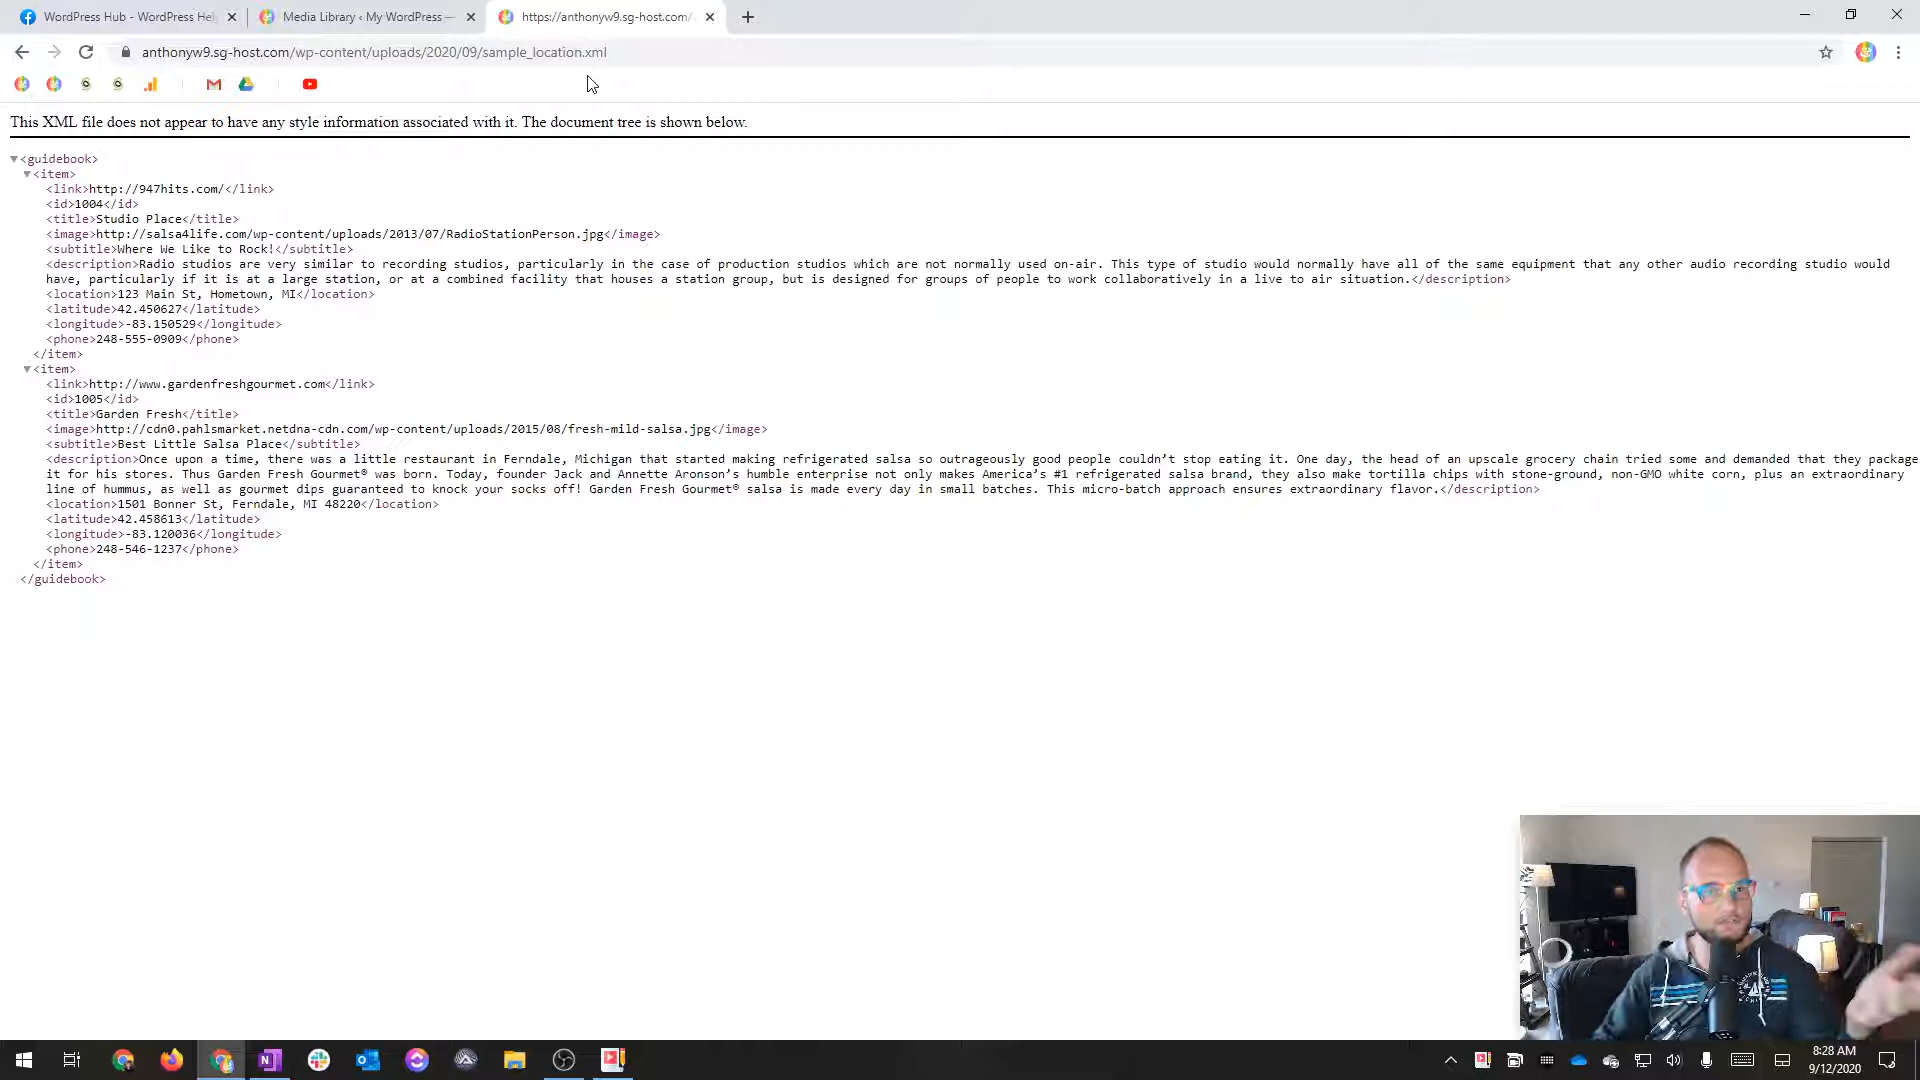 WordPress Hub - WordPress Hel
Media Library ‹ My WordPress —
https://anthonyw9.sg-host.com/
anthonyw9.sg-host.com/wp-content/uploads/2020/09/sample_location.xml
This XML file does not appear to have any style information associated with it. The document tree is shown below.
<guidebook>
<item>
<link>http://947hits.com/</link>
<id>1004</id>
<title>Studio Place</title>
<image>http://salsa4life.com/wp-content/uploads/2013/07/RadioStationPerson.jpg</image>
<subtitle>Where We Like to Rock!</subtitle>
<description>Radio studios are very similar to recording studios, particularly in the case of production studios which are not normally used on-air. This type of studio would normally have all of the same equipment that any other audio recording studio would
have, particularly if it is at a large station, or at a combined facility that houses a station group, but is designed for groups of people to work collaboratively in a live to air situation.</description>
<location>123 Main St, Hometown, MI</location>
<latitude>42.450627</latitude>
<longitude>-83.150529</longitude>
<phone>248-555-0909</phone>
</item>
<item>
<link>http://www.gardenfreshgourmet.com</link>
<id>1005</id>
<title>Garden Fresh</title>
<image>http://cdn0.pahlsmarket.netdna-cdn.com/wp-content/uploads/2015/08/fresh-mild-salsa.jpg</image>
<subtitle>Best Little Salsa Place</subtitle>
<description>Once upon a time, there was a little restaurant in Ferndale, Michigan that started making refrigerated salsa so outrageously good people couldn’t stop eating it. One day, the head of an upscale grocery chain tried some and demanded that they package
it for his stores. Thus Garden Fresh Gourmet® was born. Today, founder Jack and Annette Aronson’s humble enterprise not only makes America’s #1 refrigerated salsa brand, they also make tortilla chips with stone-ground, non-GMO white corn, plus an extraordinary
line of hummus, as well as gourmet dips guaranteed to knock your socks off! Garden Fresh Gourmet® salsa is made every day in small batches. This micro-batch approach ensures extraordinary flavor.</description>
<location>1501 Bonner St, Ferndale, MI 48220</location>
<latitude>42.458613</latitude>
<longitude>-83.120036</longitude>
<phone>248-546-1237</phone>
</item>
</guidebook>
8:28 AM
9/12/2020